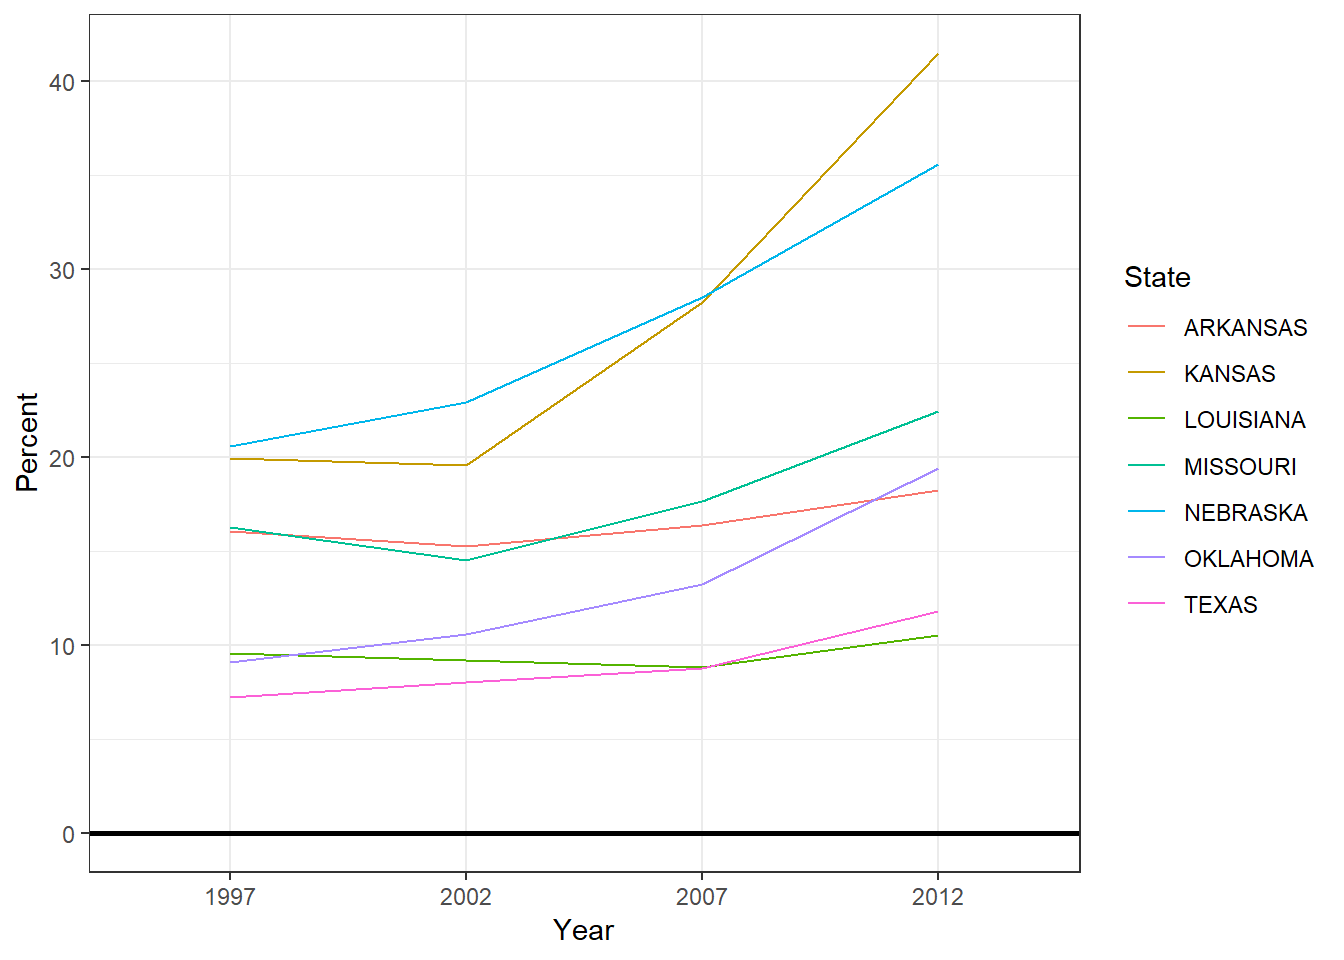 40
30
20
10
0
Percent
1997 2002 2007 2012
Year
State
ARKANSAS
KANSAS
LOUISIANA
MISSOURI
NEBRASKA
OKLAHOMA
TEXAS